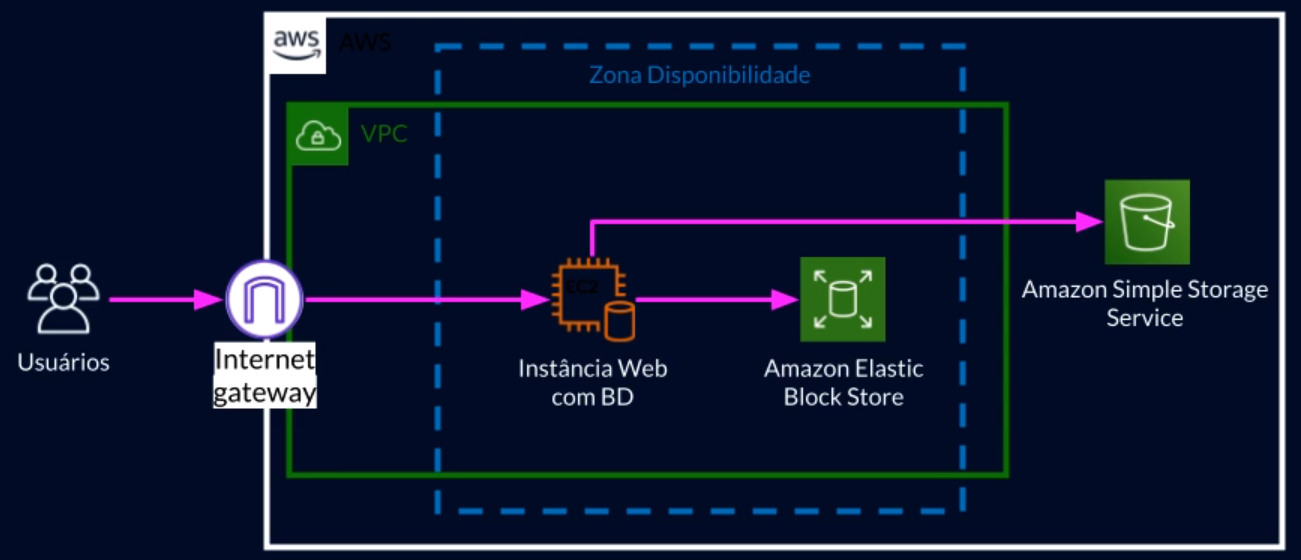 aws AWS
Zona Disponibilidade
VPC
EC2
Usuários
Internet
gateway
Instância Web
com BD
Amazon Elastic
Block Store
Amazon Simple Storage
Service